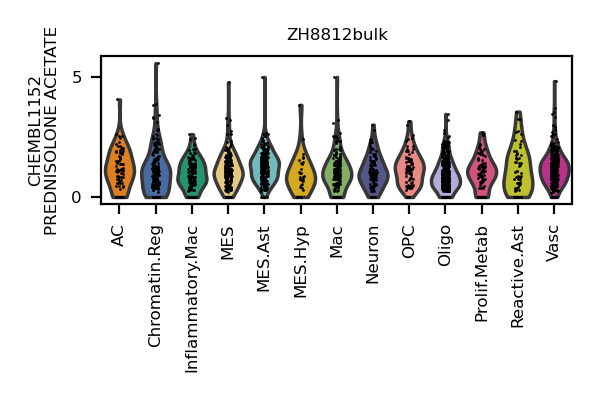 ZH8812bulk
CHEMBL1152
PREDNISOLONE ACETATE
5
0
AC
Chromatin.Reg
Inflammatory.Mac
MES
MES.Ast
MES.Hyp
Mac
Neuron
OPC
Oligo
Prolif.Metab
Reactive.Ast
Vasc